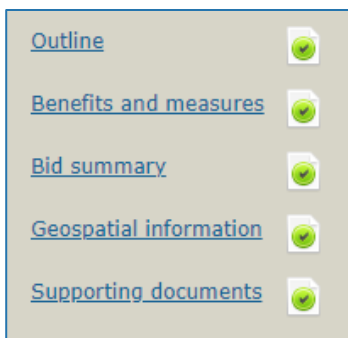 Outline
Benefits and measures
Bid summary
Geospatial information
Supporting documents